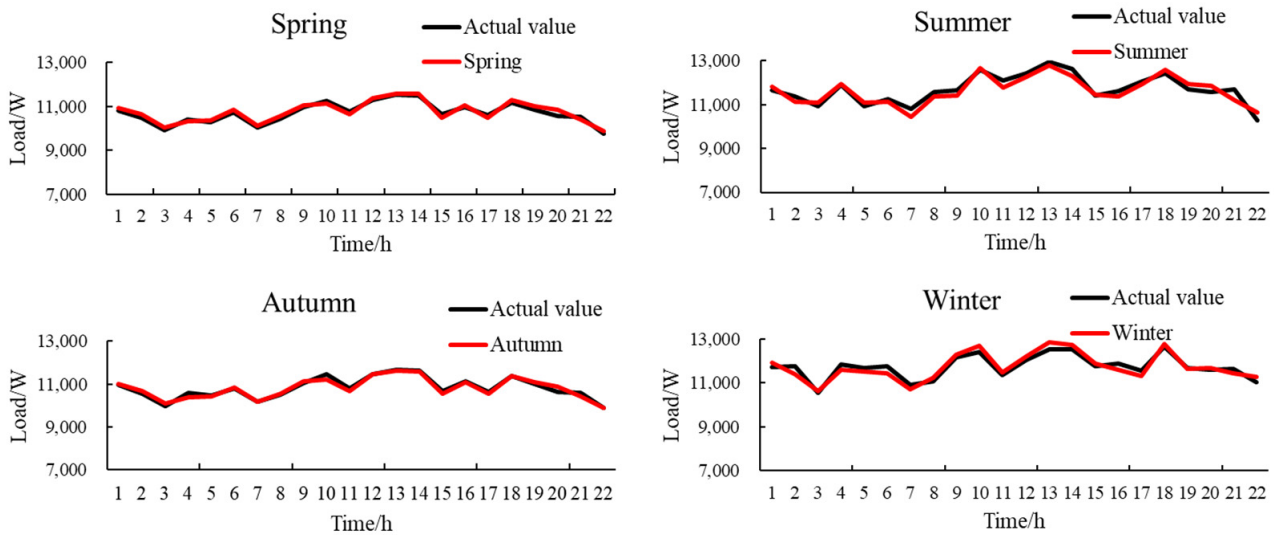 Spring
Actual value
Spring
13,000
11,000
9,000
7,000
Load/W
1 2 3 4 5 6 7 8 9 10 11 12 13 14 15 16 17 18 19 20 21 22
Time/h
Summer
Actual value
Summer
13,000
11,000
9,000
7,000
Load/W
1 2 3 4 5 6 7 8 9 10 11 12 13 14 15 16 17 18 19 20 21 22
Time/h
Autumn
Actual value
Autumn
13,000
11,000
9,000
7,000
Load/W
1 2 3 4 5 6 7 8 9 10 11 12 13 14 15 16 17 18 19 20 21 22
Time/h
Winter
Actual value
Winter
13,000
11,000
9,000
7,000
Load/W
1 2 3 4 5 6 7 8 9 10 11 12 13 14 15 16 17 18 19 20 21 22
Time/h